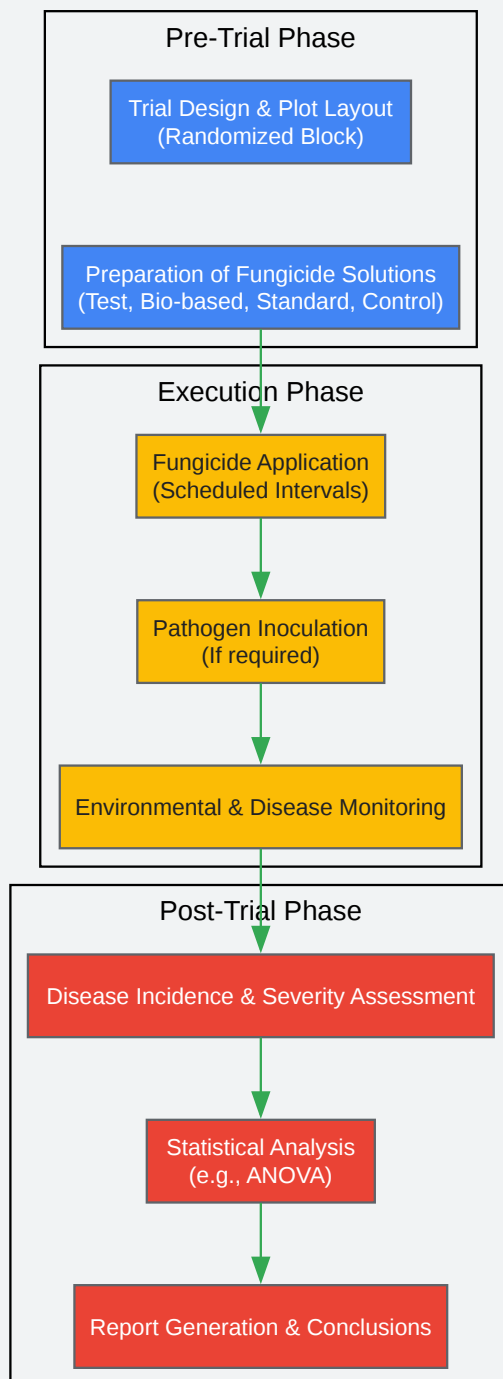 Pre-Trial Phase
Trial Design & Plot Layout
(Randomized Block)
Preparation of Fungicide Solutions
(Test, Bio-based, Standard, Control)
Execution Phase
Fungicide Application
(Scheduled Intervals)
Pathogen Inoculation
(If required)
Environmental & Disease Monitoring
Post-Trial Phase
Disease Incidence & Severity Assessment
Statistical Analysis
(e.g., ANOVA)
Report Generation & Conclusions